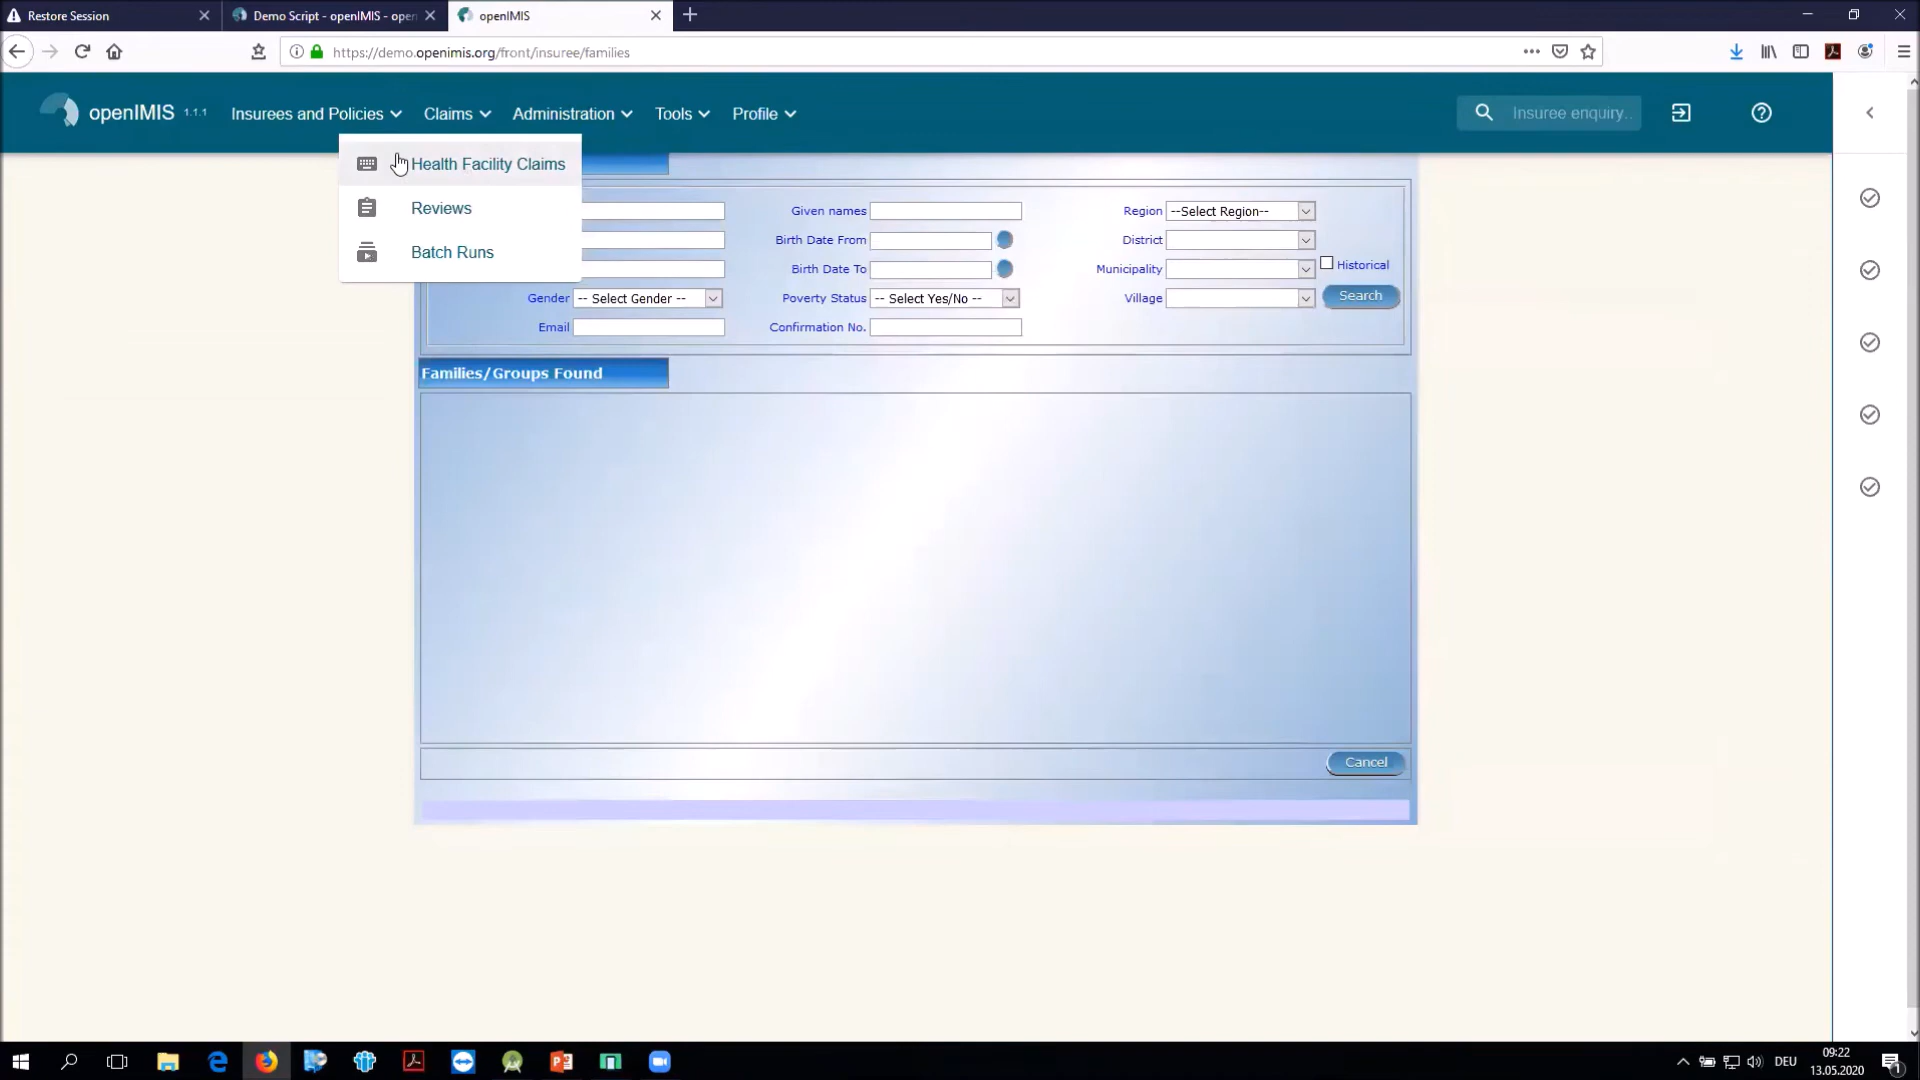 Restore Session
Demo Script - openIMIS - open
openIMIS
https://demo.openimis.org/front/insuree/families
openIMIS 1.1.1
Insurees and Policies
Claims
Administration
Tools
Profile
Insuree enquiry..
Health Facility Claims
Reviews
Batch Runs
Given names
Region --Select Region--
Birth Date From
District
Birth Date To
Municipality
Historical
Gender -- Select Gender --
Poverty Status -- Select Yes/No --
Village
Search
Email
Confirmation No.
Families/Groups Found
Cancel
DEU
09:22
13.05.2020
1